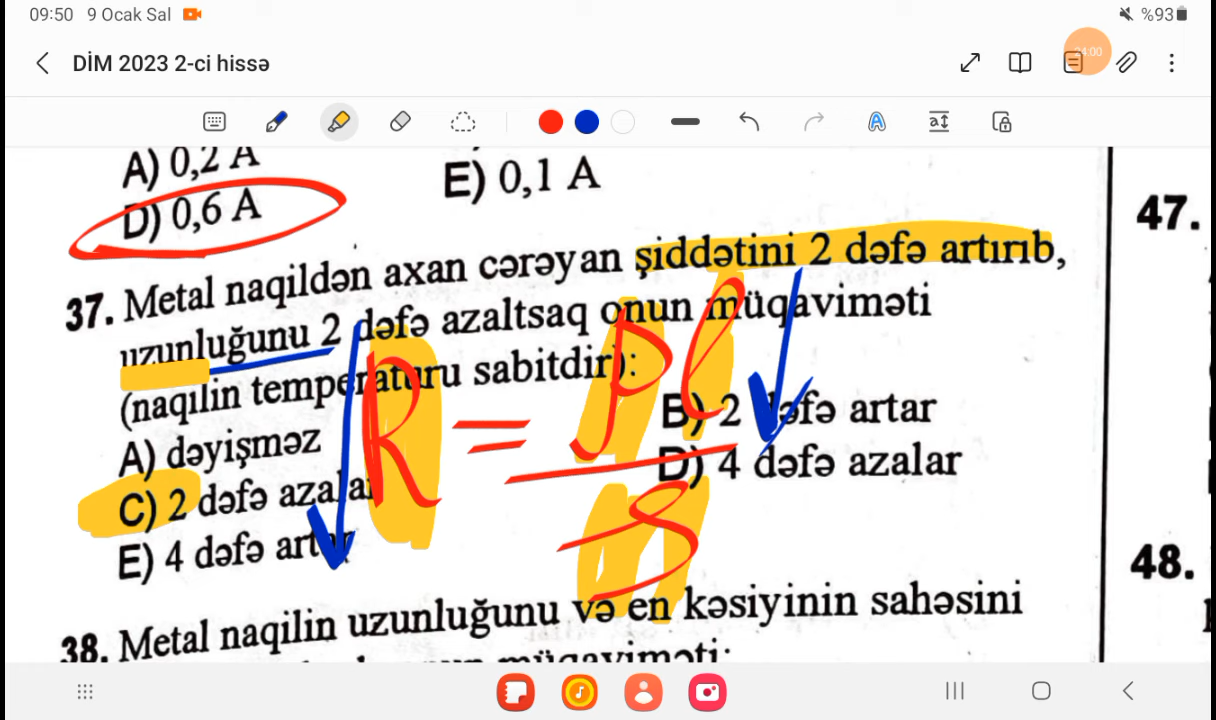 09:50 9 Ocak Sal %93
DİM 2023 2-ci hissə
04:00
A) 0,2 A
E) 0,1 A
D) 0,6 A
47.
37. Metal naqildən axan cərəyan şiddətini 2 dəfə artırıb,
uzunluğunu 2 dəfə azaltsaq onun müqaviməti
(naqilin temperaturu sabitdir):
R = ρl
S
A) dəyişməz
B) 2 dəfə artar
C) 2 dəfə azalar
D) 4 dəfə azalar
E) 4 dəfə artar
48.
38. Metal naqilin uzunluğunu və en kəsiyinin sahəsini
müqaviməti: